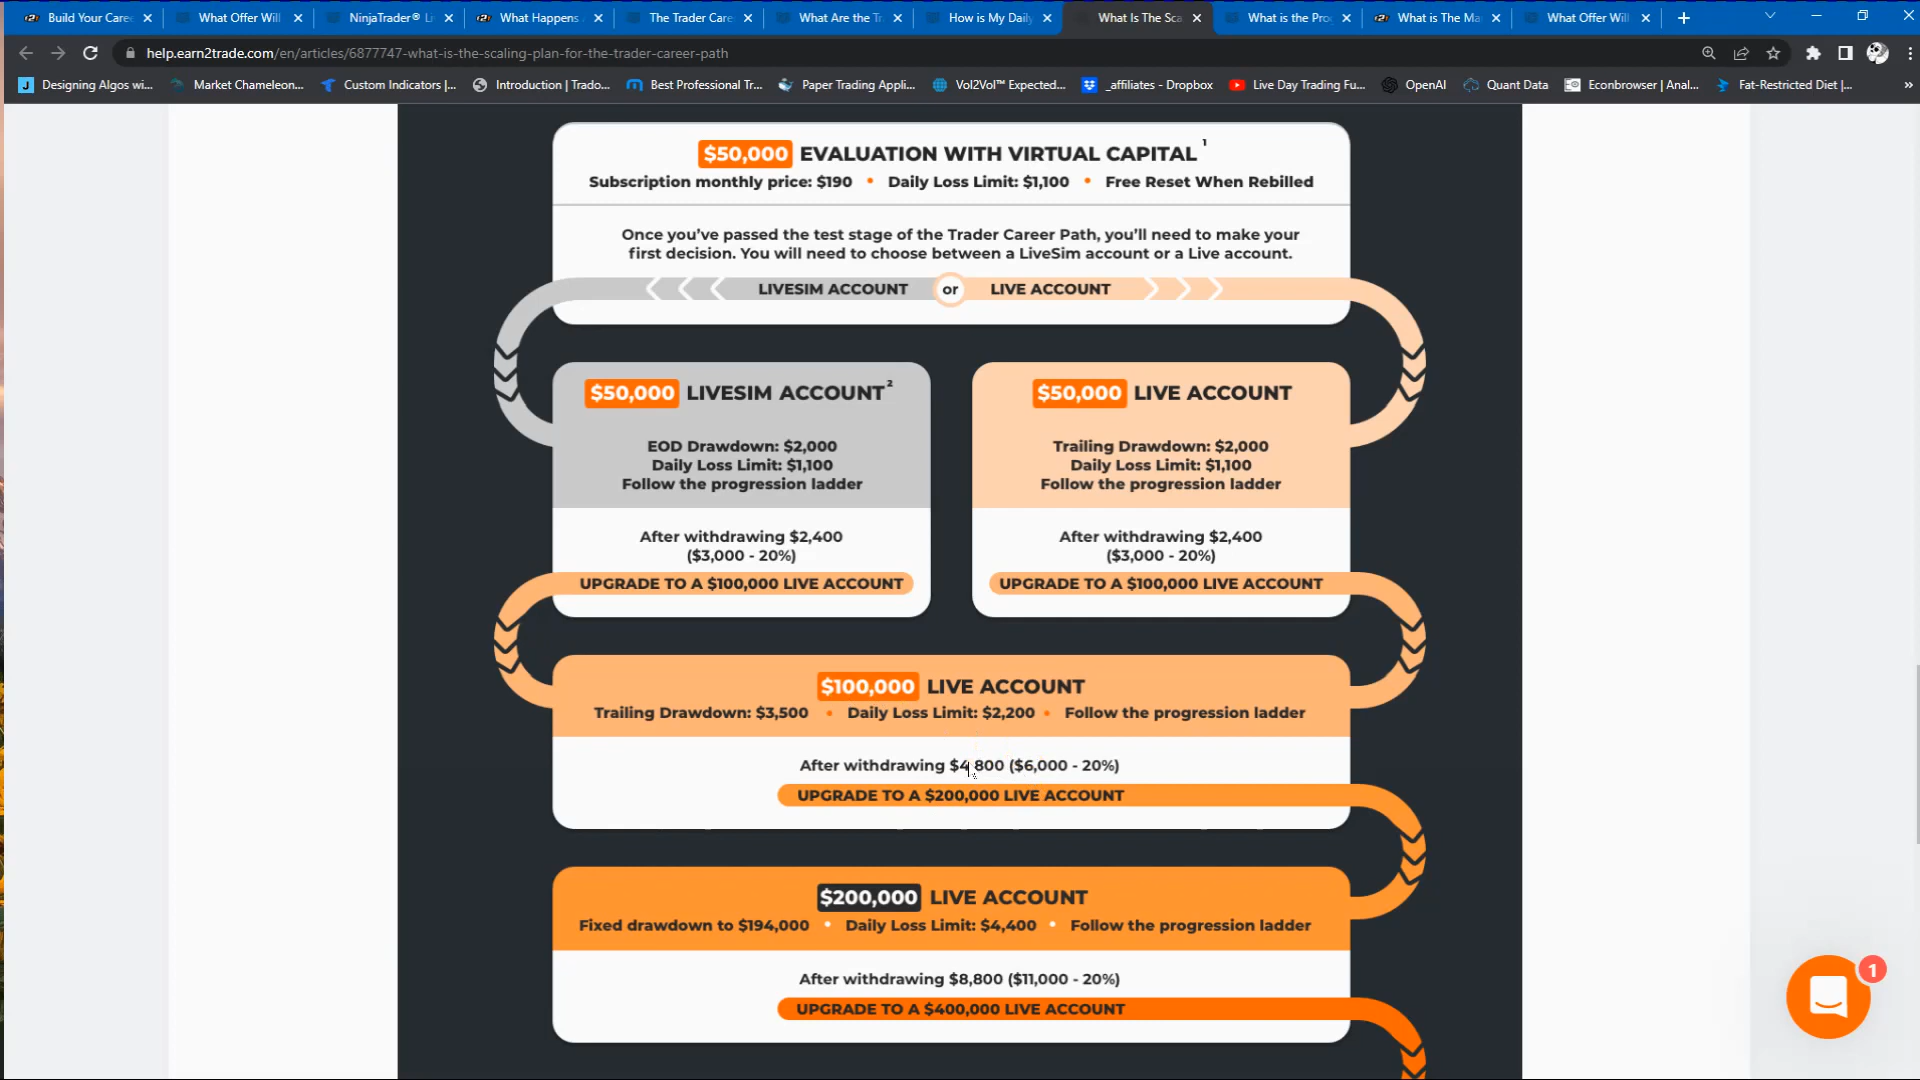 Build Your Caree
What Offer Will
NinjaTrader® Li
What Happens
The Trader Care
What Are the Tr
How is My Daily
What Is The Sca
What is the Pro
What is The Ma
What Offer Will
help.earn2trade.com/en/articles/6877747-what-is-the-scaling-plan-for-the-trader-career-path
Designing Algos wi...
Market Chameleon...
Custom Indicators |...
Introduction | Trado...
Best Professional Tr...
Paper Trading Appli...
Vol2Vol™ Expected...
_affiliates - Dropbox
Live Day Trading Fu...
OpenAI
Quant Data
Econbrowser | Anal...
Fat-Restricted Diet |...
»
$50,000 EVALUATION WITH VIRTUAL CAPITAL 1
Subscription monthly price: $190 • Daily Loss Limit: $1,100 • Free Reset When Rebilled
Once you’ve passed the test stage of the Trader Career Path, you’ll need to make your
first decision. You will need to choose between a LiveSim account or a Live account.
LIVESIM ACCOUNT or LIVE ACCOUNT
$50,000 LIVESIM ACCOUNT 2
EOD Drawdown: $2,000
Daily Loss Limit: $1,100
Follow the progression ladder
After withdrawing $2,400
($3,000 - 20%)
UPGRADE TO A $100,000 LIVE ACCOUNT
$50,000 LIVE ACCOUNT
Trailing Drawdown: $2,000
Daily Loss Limit: $1,100
Follow the progression ladder
After withdrawing $2,400
($3,000 - 20%)
UPGRADE TO A $100,000 LIVE ACCOUNT
$100,000 LIVE ACCOUNT
Trailing Drawdown: $3,500 • Daily Loss Limit: $2,200 • Follow the progression ladder
After withdrawing $4,800 ($6,000 - 20%)
UPGRADE TO A $200,000 LIVE ACCOUNT
$200,000 LIVE ACCOUNT
Fixed drawdown to $194,000 • Daily Loss Limit: $4,400 • Follow the progression ladder
After withdrawing $8,800 ($11,000 - 20%)
UPGRADE TO A $400,000 LIVE ACCOUNT
1